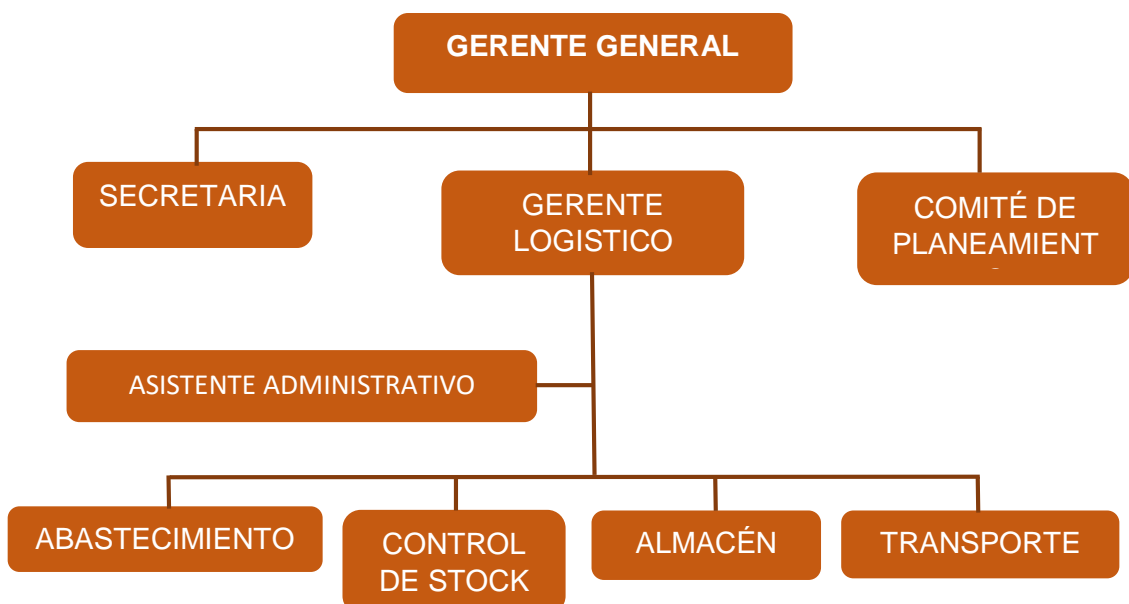 GERENTE GENERAL
SECRETARIA
GERENTE
LOGISTICO
COMITÉ DE
PLANEAMIENT
ASISTENTE ADMINISTRATIVO
ABASTECIMIENTO
CONTROL
DE STOCK
ALMACÉN
TRANSPORTE